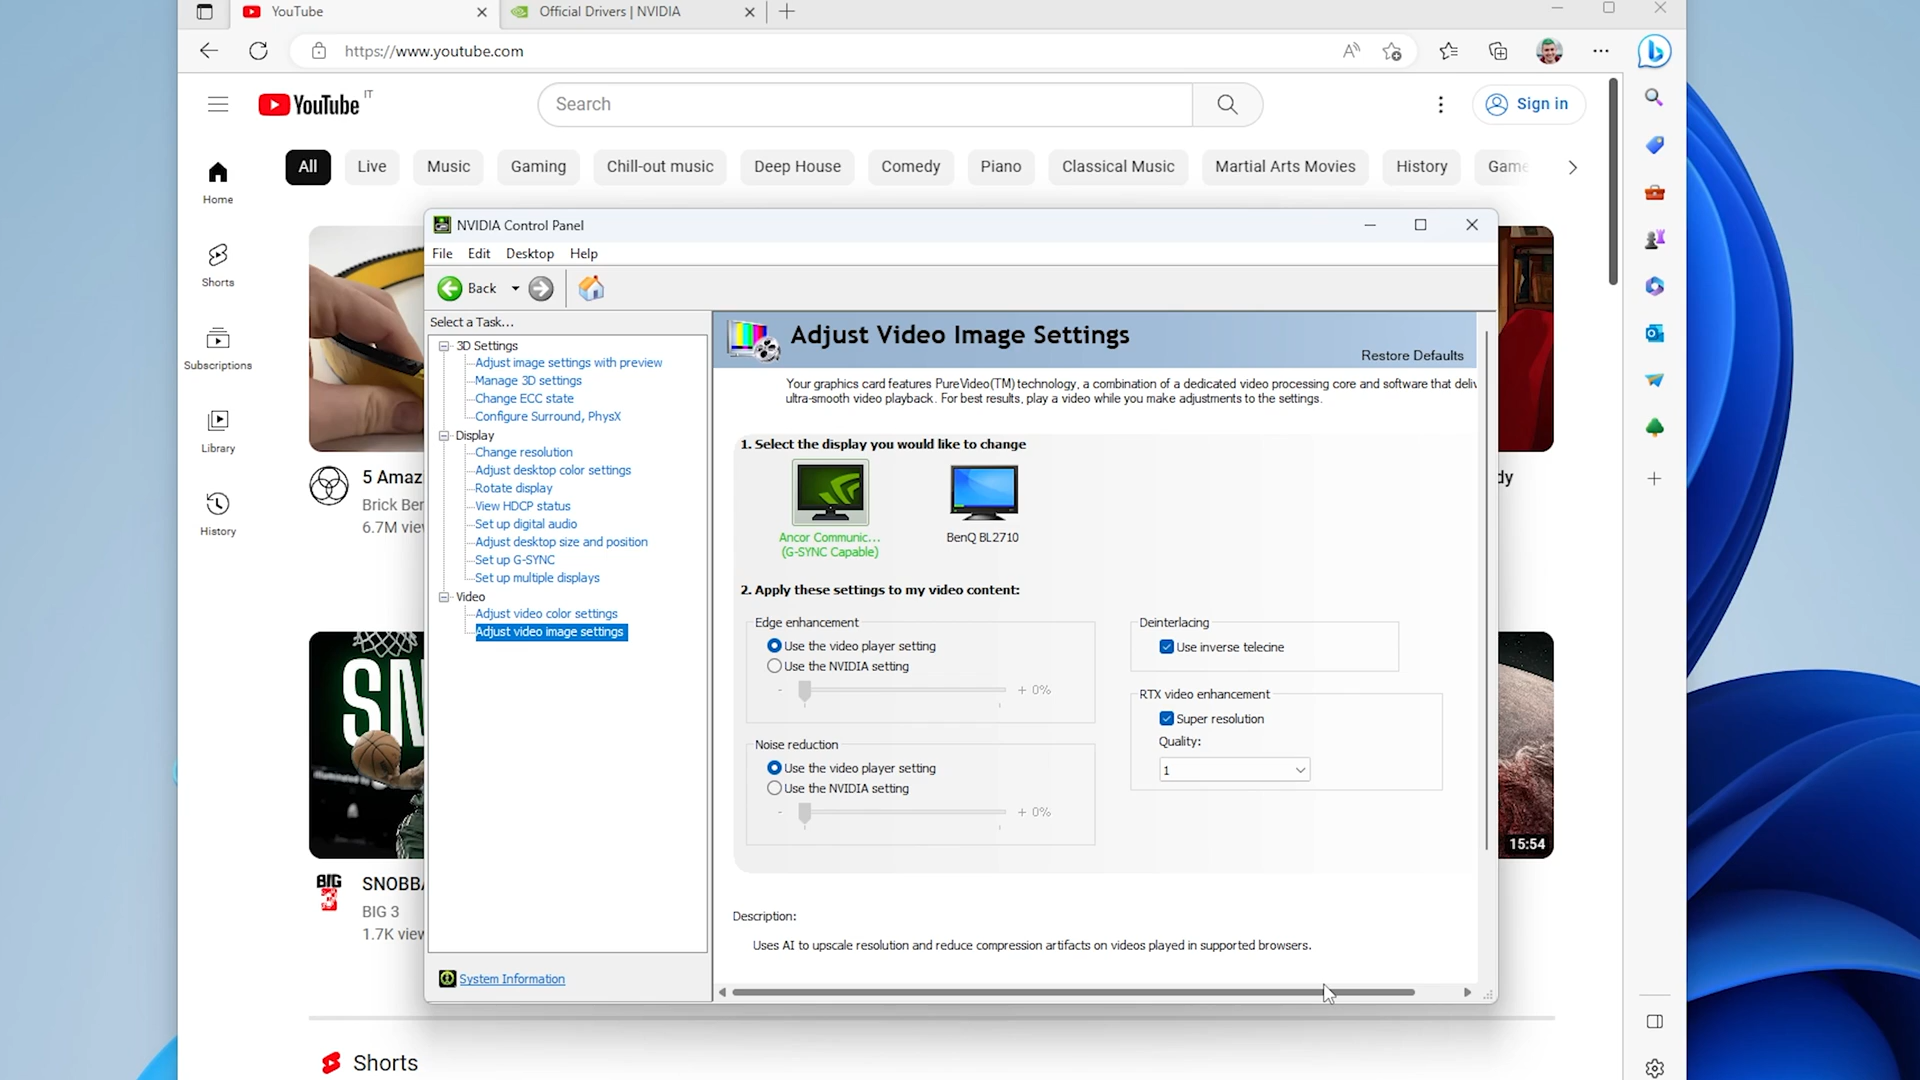 YouTube
Official Drivers | NVIDIA
https://www.youtube.com
YouTube IT
Search
Sign in
All
Live
Music
Gaming
Chill-out music
Deep House
Comedy
Piano
Classical Music
Martial Arts Movies
History
Game
Home
Shorts
Subscriptions
Library
History
5 Amaz
Brick Ber
6.7M view
dy
SN
BIG 3
SNOBBA
BIG 3
1.7K view
15:54
Shorts
NVIDIA Control Panel
File Edit Desktop Help
Back
Select a Task...
3D Settings
Adjust image settings with preview
Manage 3D settings
Change ECC state
Configure Surround, PhysX
Display
Change resolution
Adjust desktop color settings
Rotate display
View HDCP status
Set up digital audio
Adjust desktop size and position
Set up G-SYNC
Set up multiple displays
Video
Adjust video color settings
Adjust video image settings
System Information
Adjust Video Image Settings
Restore Defaults
Your graphics card features PureVideo(TM) technology, a combination of a dedicated video processing core and software that deliv
ultra-smooth video playback. For best results, play a video while you make adjustments to the settings.
1. Select the display you would like to change
Ancor Communic...
(G-SYNC Capable)
BenQ BL2710
2. Apply these settings to my video content:
Edge enhancement
Use the video player setting
Use the NVIDIA setting
- + 0%
Noise reduction
Use the video player setting
Use the NVIDIA setting
- + 0%
Deinterlacing
Use inverse telecine
RTX video enhancement
Super resolution
Quality:
1
Description:
Uses AI to upscale resolution and reduce compression artifacts on videos played in supported browsers.